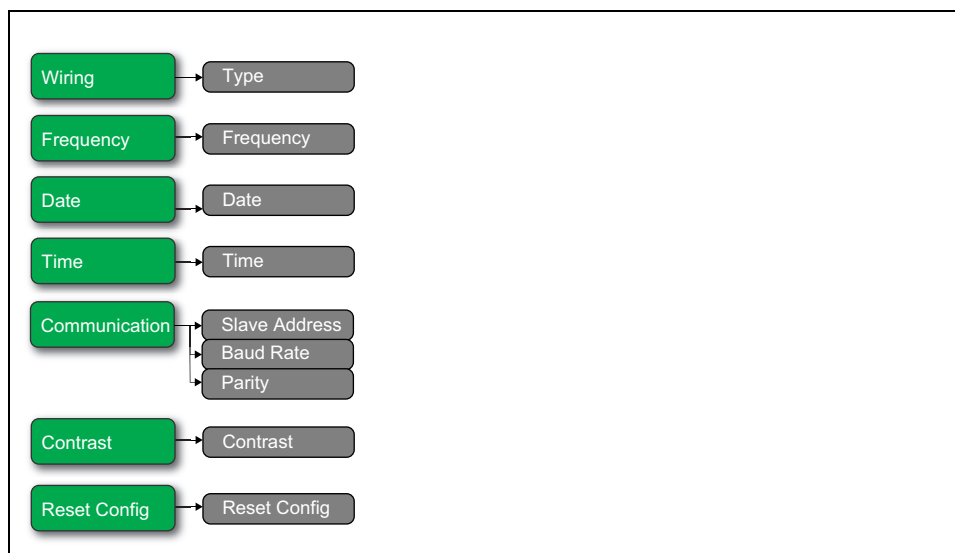 Wiring
Type
Frequency
Frequency
Date
Date
Time
Time
Communication
Slave Address
Baud Rate
Parity
Contrast
Contrast
Reset Config
Reset Config